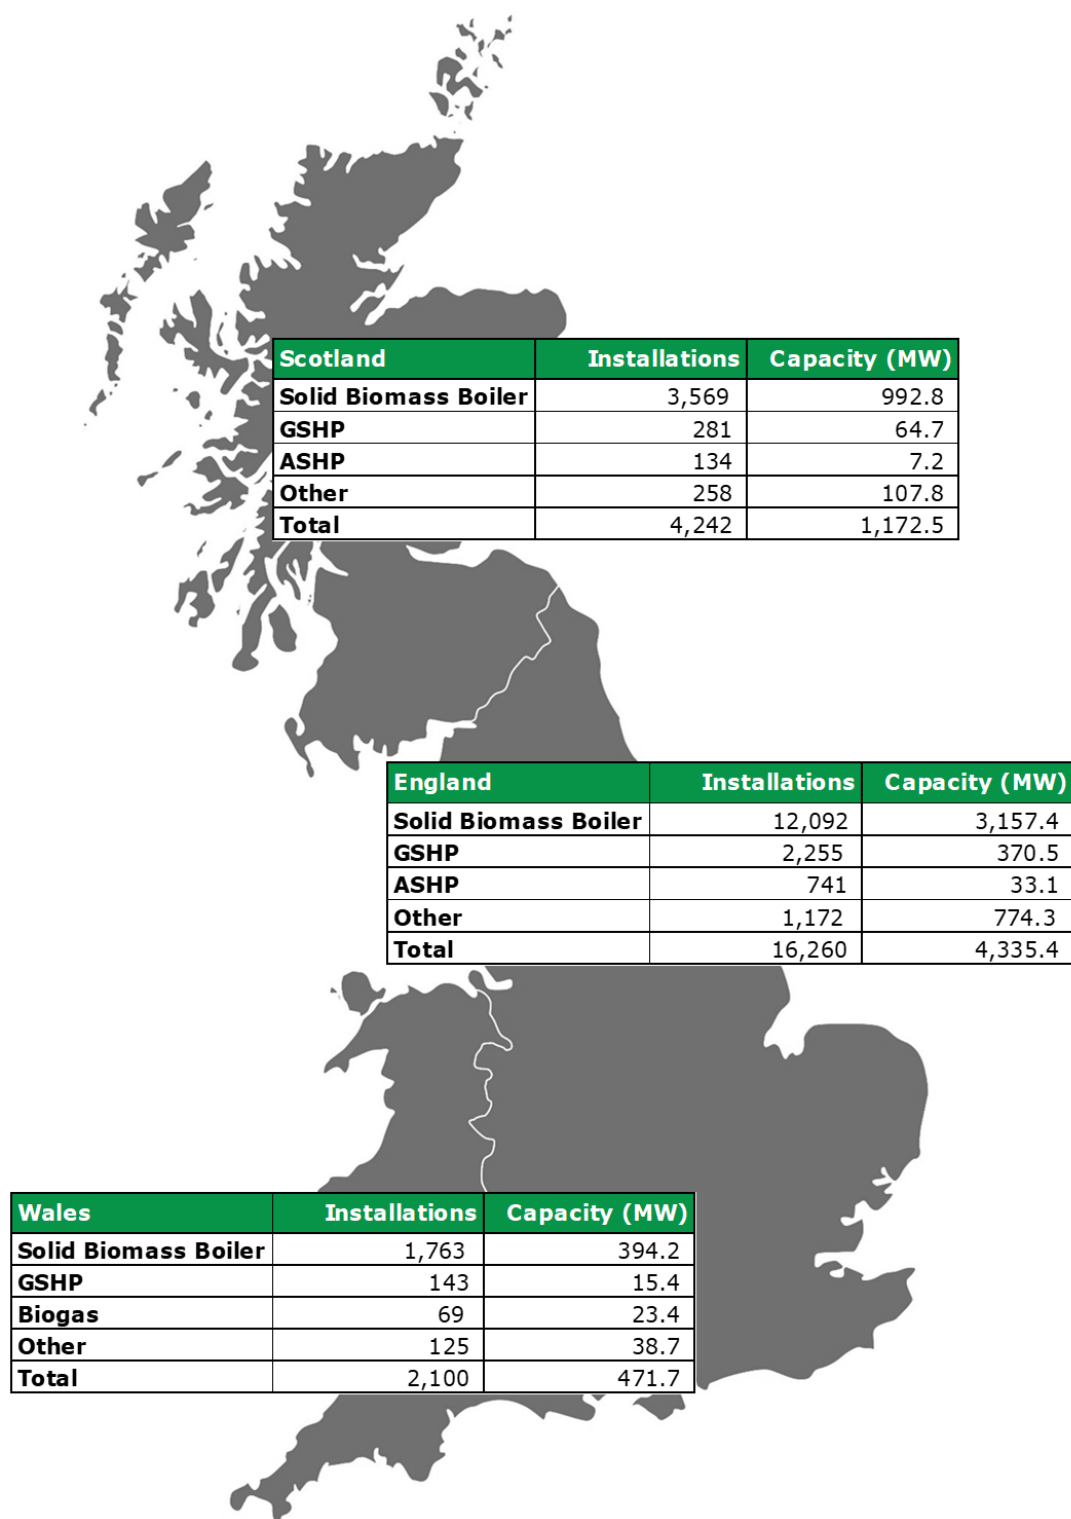 Scotland Installations Capacity (MW)
Solid Biomass Boiler 3,569 992.8
GSHP 281 64.7
ASHP 134 7.2
Other 258 107.8
Total 4,242 1,172.5
England Installations Capacity (MW)
Solid Biomass Boiler 12,092 3,157.4
GSHP 2,255 370.5
ASHP 741 33.1
Other 1,172 774.3
Total 16,260 4,335.4
Wales Installations Capacity (MW)
Solid Biomass Boiler 1,763 394.2
GSHP 143 15.4
Biogas 69 23.4
Other 125 38.7
Total 2,100 471.7